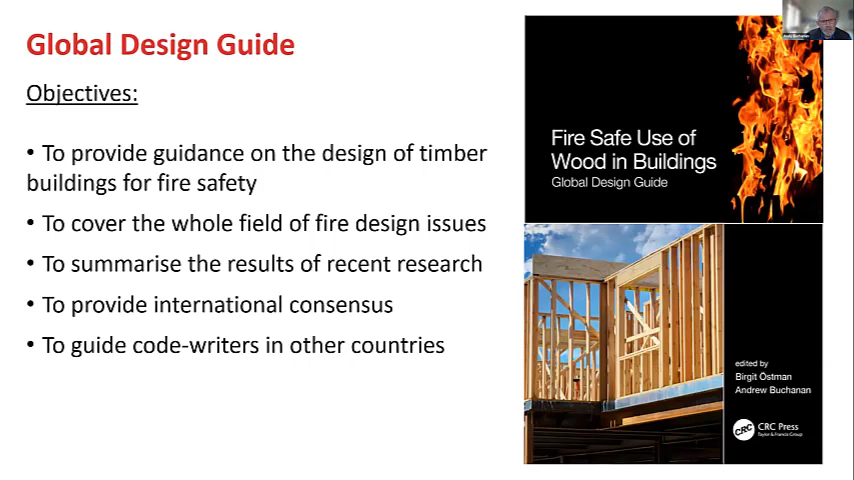 Global Design Guide
Objectives:
• To provide guidance on the design of timber
buildings for fire safety
• To cover the whole field of fire design issues
• To summarise the results of recent research
• To provide international consensus
• To guide code-writers in other countries
Fire Safe Use of
Wood in Buildings
Global Design Guide
edited by
Birgit Östman
Andrew Buchanan
CRC
CRC Press
Taylor & Francis Group